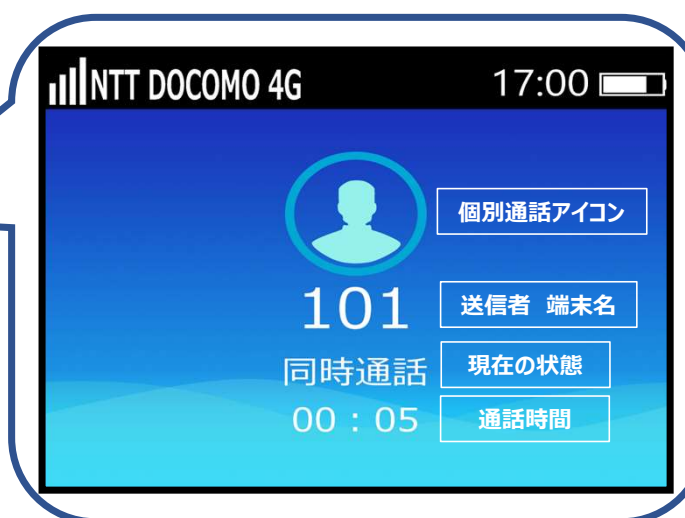 NTT DOCOMO 4G 17:00
個別通話アイコン
101 送信者 端末名
同時通話 現在の状態
00:05 通話時間